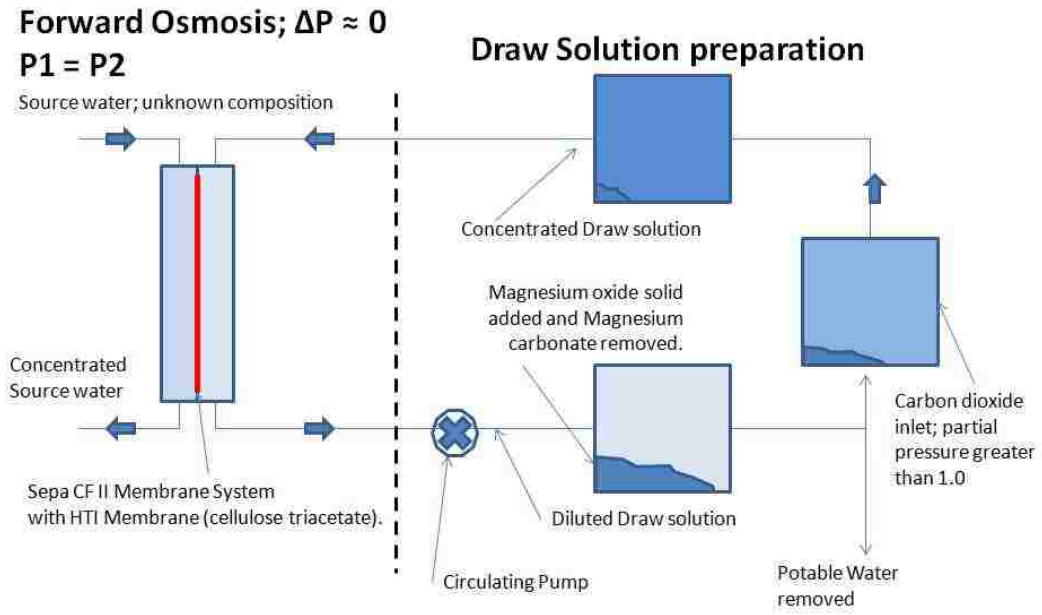 Forward Osmosis; ΔP ≈ 0
P1 = P2
Draw Solution preparation
Source water; unknown composition
Concentrated Draw solution
Magnesium oxide solid
added and Magnesium
carbonate removed.
Concentrated
Source water
Carbon dioxide
inlet; partial
pressure greater
than 1.0
Sepa CF II Membrane System
with HTI Membrane (cellulose triacetate).
Diluted Draw solution
Circulating Pump
Potable Water
removed